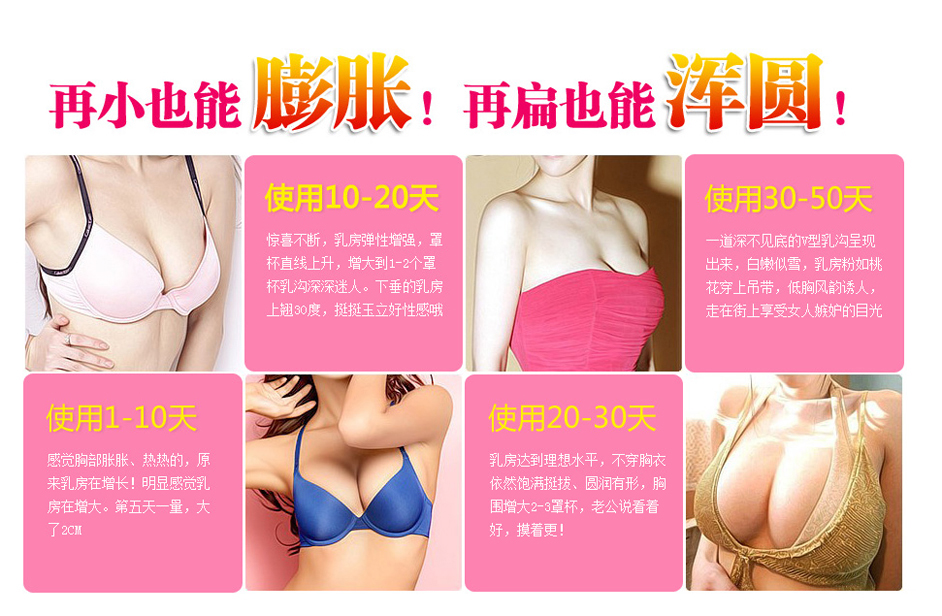 再小也能膨胀！ 再扁也能浑圆！
使用10-20天
惊喜不断，乳房弹性增强，罩
杯直线上升，增大到1-2个罩
杯乳沟深深迷人。下垂的乳房
上翘30度，挺挺玉立好性感哦
使用30-50天
一道深不见底的V型乳沟呈现
出来，白嫩似雪，乳房粉如桃
花穿上吊带，低胸风韵诱人，
走在街上享受女人嫉妒的目光
使用1-10天
感觉胸部胀胀、热热的，原
来乳房在增长！明显感觉乳
房在增大。第五天一量，大
了2CM
使用20-30天
乳房达到理想水平，不穿胸衣
依然饱满挺拔、圆润有形，胸
围增大2-3罩杯，老公说看着
好，摸着更！